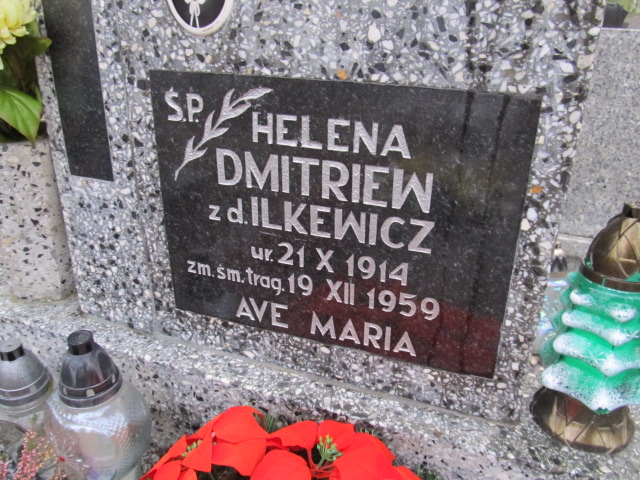 Ś.P.
HELENA
DMITRIEW
z d. ILKEWICZ
ur. 21 X 1914
zm. śm. trag. 19 XII 1959
AVE MARIA